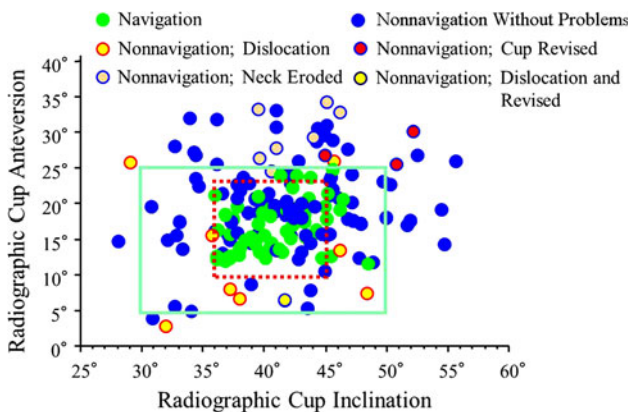 Navigation
Nonnavigation Without Problems
Nonnavigation; Dislocation
Nonnavigation; Cup Revised
Nonnavigation; Neck Eroded
Nonnavigation; Dislocation and
Revised
Radiographic Cup Anteversion
40°
35°
30°
25°
20°
15°
10°
5°
0°
25° 30° 35° 40° 45° 50° 55° 60°
Radiographic Cup Inclination